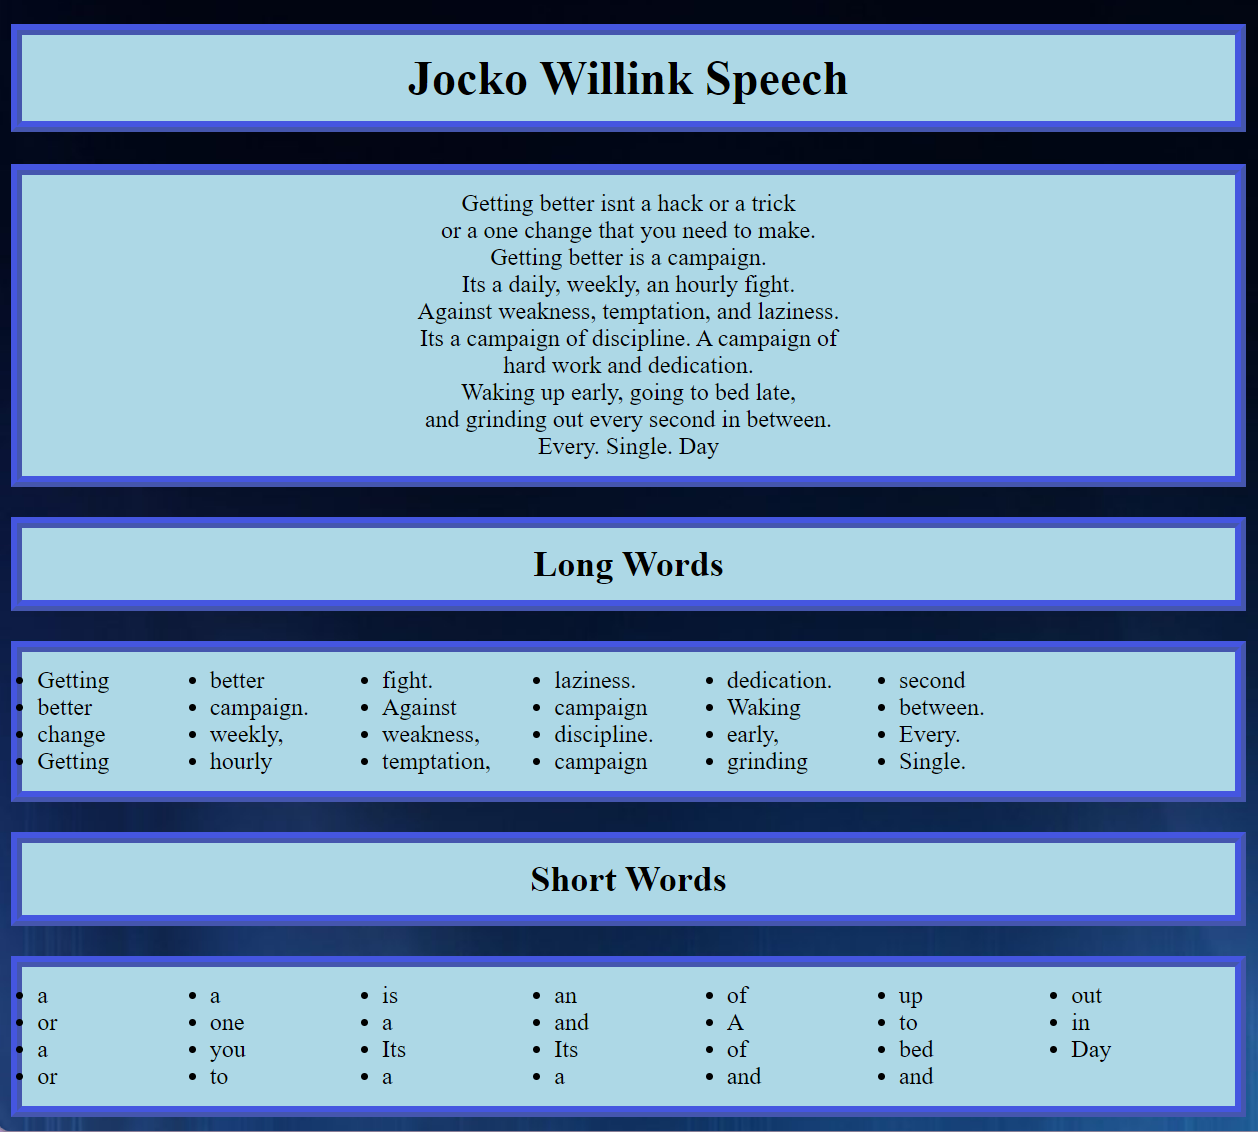 Jocko Willink Speech
Getting better isnt a hack or a trick
or a one change that you need to make.
Getting better is a campaign.
Its a daily, weekly, an hourly fight.
Against weakness, temptation, and laziness.
Its a campaign of discipline. A campaign of
hard work and dedication.
Waking up early, going to bed late,
and grinding out every second in between.
Every. Single. Day
Long Words
• Getting
• better
• change
• Getting
• better
• campaign.
• weekly,
• hourly
• fight.
• Against
• weakness,
• temptation,
• laziness.
• campaign
• discipline.
• campaign
• dedication.
• Waking
• early,
• grinding
• second
• between.
• Every.
• Single.
Short Words
• a
• or
• a
• or
• a
• one
• you
• to
• is
• a
• Its
• a
• an
• and
• Its
• a
• of
• A
• of
• and
• up
• to
• bed
• and
• out
• in
• Day